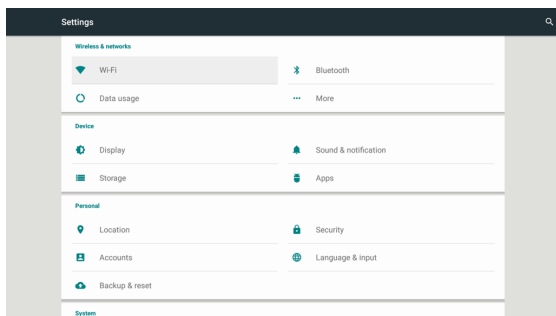 Settings
Wireless & networks
Wi-Fi
Bluetooth
Data usage
More
Device
Display
Sound & notification
Storage
Apps
Personal
Location
Security
Accounts
Language & input
Backup & reset
System